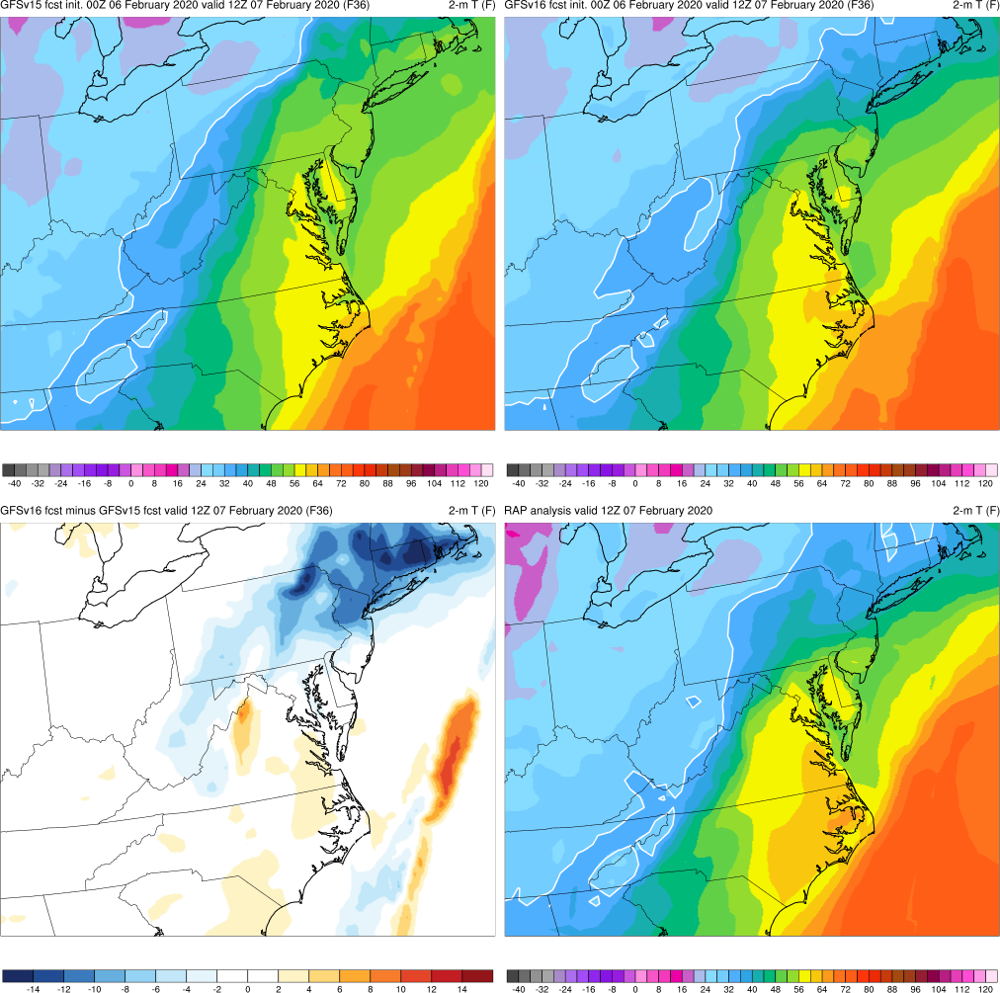 GFSv15 fcst init. 00Z 06 February 2020 valid 12Z 07 February 2020 (F36) 2-m T (F)
GFSv16 fcst init. 00Z 06 February 2020 valid 12Z 07 February 2020 (F36) 2-m T (F)
-40 -32 -24 -16 -8 0 8 16 24 32 40 48 56 64 72 80 88 96 104 112 120
-40 -32 -24 -16 -8 0 8 16 24 32 40 48 56 64 72 80 88 96 104 112 120
GFSv16 fcst minus GFSv15 fcst valid 12Z 07 February 2020 (F36) 2-m T (F)
RAP analysis valid 12Z 07 February 2020 2-m T (F)
-14 -12 -10 -8 -6 -4 -2 0 2 4 6 8 10 12 14
-40 -32 -24 -16 -8 0 8 16 24 32 40 48 56 64 72 80 88 96 104 112 120